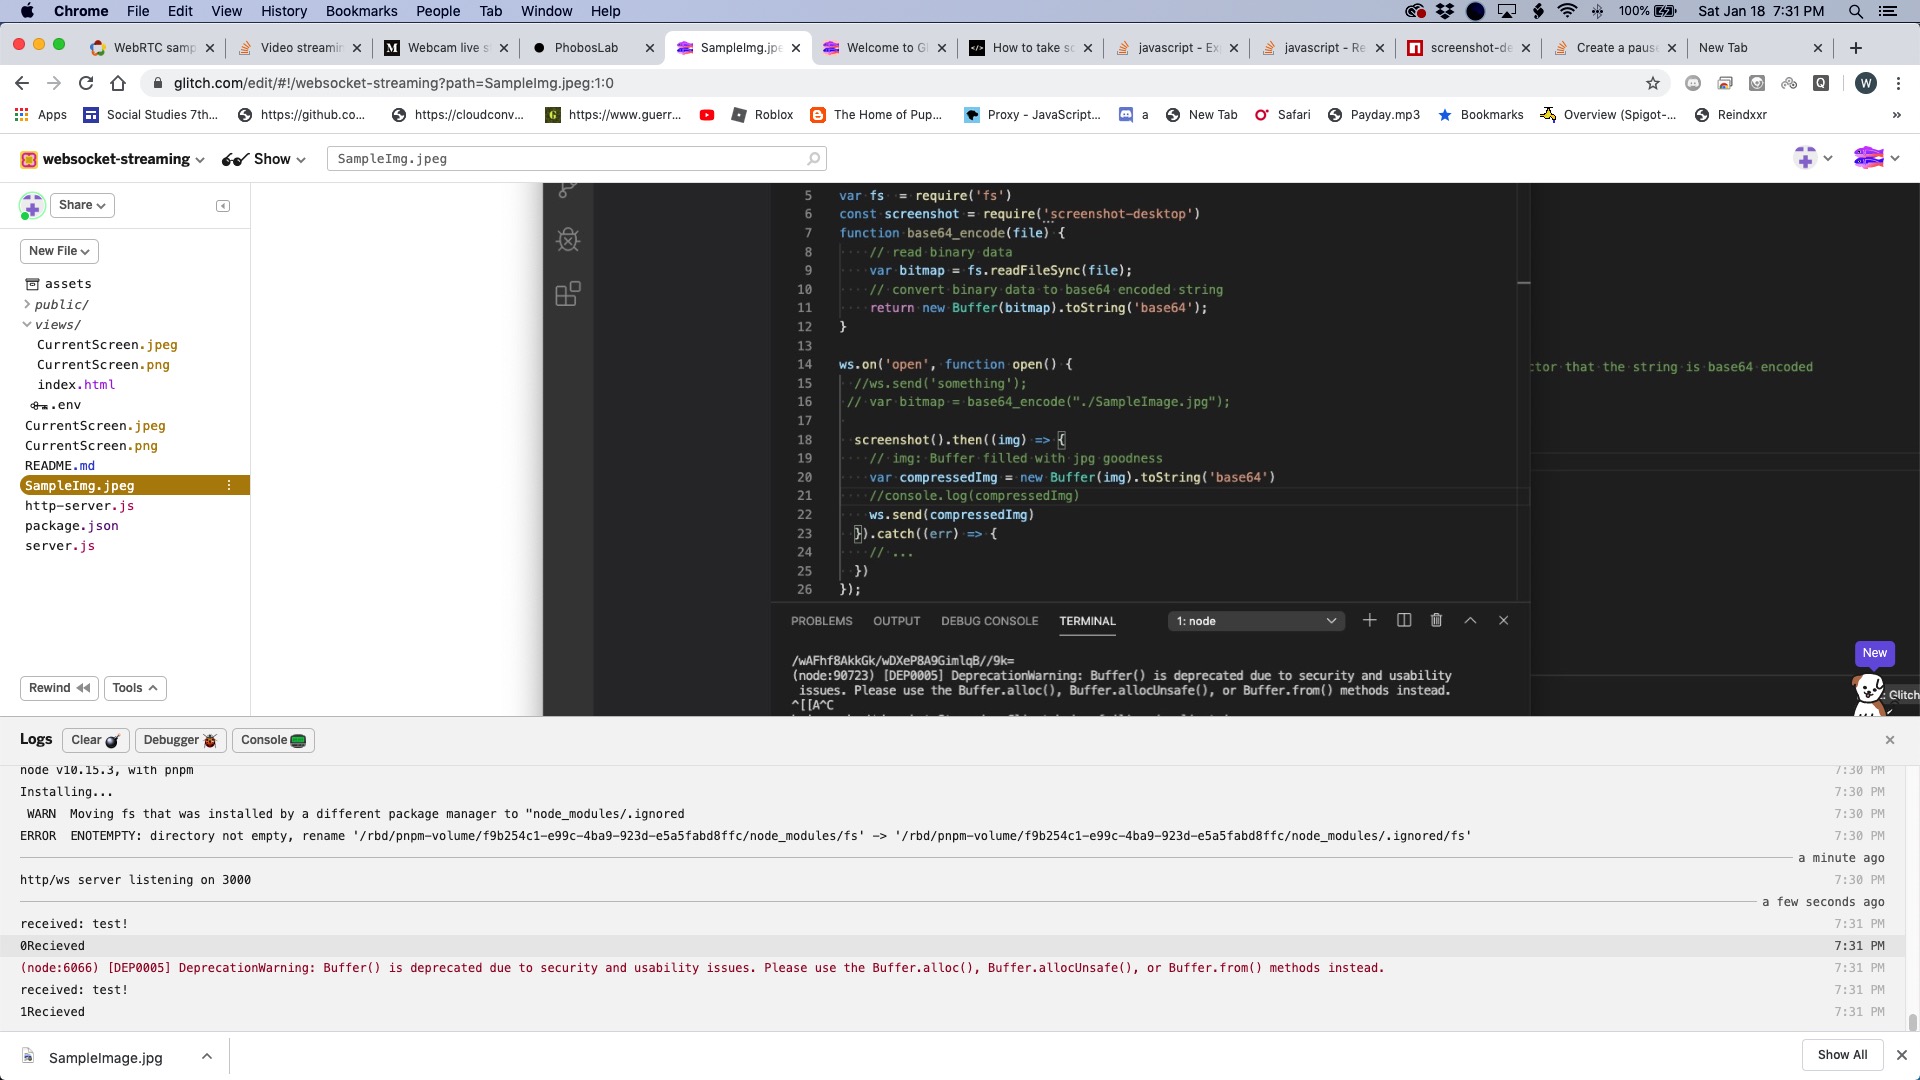 Chrome File Edit View History Bookmarks People Tab Window Help 100% Sat Jan 18 7:31 PM
WebRTC samp Video streamin Webcam live s PhobosLab SampleImg.jpe Welcome to Gl How to take sc javascript - Ex javascript - Re screenshot-de Create a paus New Tab
glitch.com/edit/#!/websocket-streaming?path=SampleImg.jpeg:1:0
Apps Social Studies 7th... https://github.co... https://cloudconv... https://www.guerr... Roblox The Home of Pup... Proxy - JavaScript... a New Tab Safari Payday.mp3 Bookmarks Overview (Spigot-... Reindxxr »
websocket-streaming Show SampleImg.jpeg
Share
New File
assets
public/
views/
CurrentScreen.jpeg
CurrentScreen.png
index.html
.env
CurrentScreen.jpeg
CurrentScreen.png
README.md
SampleImg.jpeg
http-server.js
package.json
server.js
Rewind Tools
5 var fs = require('fs')
6 const screenshot = require('screenshot-desktop')
7 function base64_encode(file) {
8 // read binary data
9 var bitmap = fs.readFileSync(file);
10 // convert binary data to base64 encoded string
11 return new Buffer(bitmap).toString('base64');
12 }
13
14 ws.on('open', function open() {
15 //ws.send('something');
16 // var bitmap = base64_encode("./SampleImage.jpg");
17
18 screenshot().then((img) => {
19 // img: Buffer filled with jpg goodness
20 var compressedImg = new Buffer(img).toString('base64')
21 //console.log(compressedImg)
22 ws.send(compressedImg)
23 }).catch((err) => {
24 // ...
25 })
26 });
ctor that the string is base64 encoded
PROBLEMS OUTPUT DEBUG CONSOLE TERMINAL 1: node
/wAFhf8AkkGk/wDXeP8A9GimlqB//9k=
(node:90723) [DEP0005] DeprecationWarning: Buffer() is deprecated due to security and usability
issues. Please use the Buffer.alloc(), Buffer.allocUnsafe(), or Buffer.from() methods instead.
^[[A^C
New
Glitch
Logs Clear Debugger Console
node v10.15.3, with pnpm 7:30 PM
Installing... 7:30 PM
WARN Moving fs that was installed by a different package manager to "node_modules/.ignored 7:30 PM
ERROR ENOTEMPTY: directory not empty, rename '/rbd/pnpm-volume/f9b254c1-e99c-4ba9-923d-e5a5fabd8ffc/node_modules/fs' -> '/rbd/pnpm-volume/f9b254c1-e99c-4ba9-923d-e5a5fabd8ffc/node_modules/.ignored/fs' 7:30 PM
a minute ago
http/ws server listening on 3000 7:30 PM
a few seconds ago
received: test! 7:31 PM
0Recieved 7:31 PM
(node:6066) [DEP0005] DeprecationWarning: Buffer() is deprecated due to security and usability issues. Please use the Buffer.alloc(), Buffer.allocUnsafe(), or Buffer.from() methods instead. 7:31 PM
received: test! 7:31 PM
1Recieved 7:31 PM
SampleImage.jpg Show All